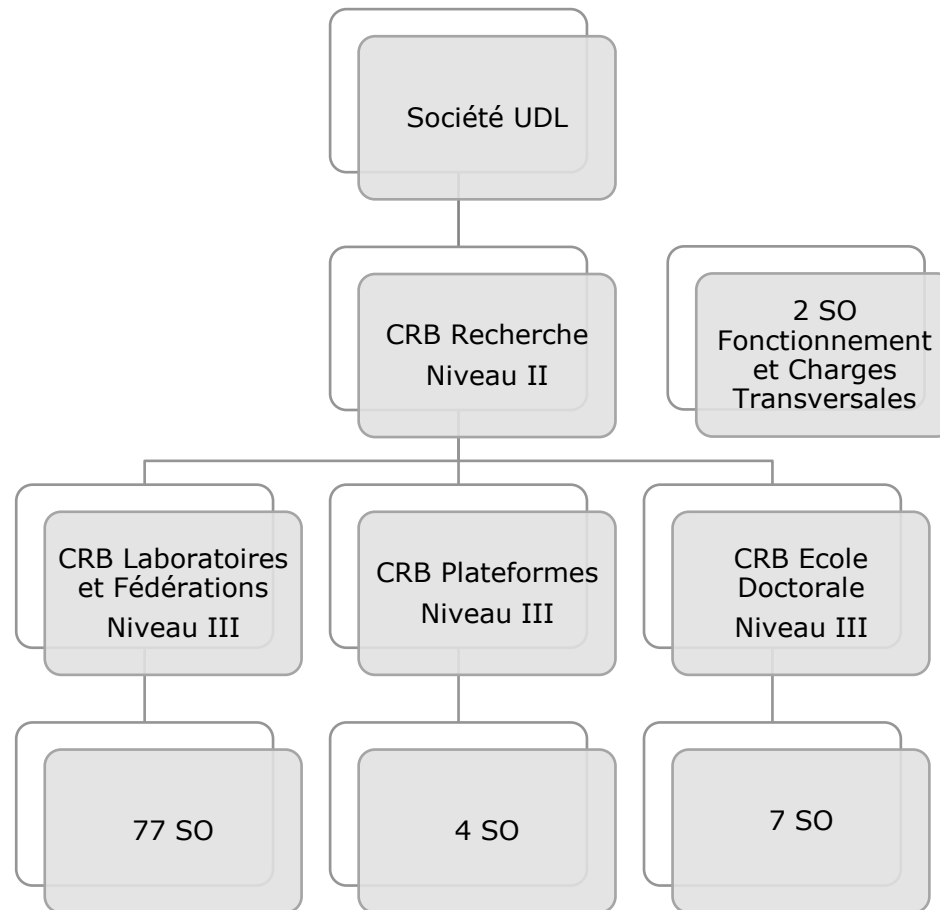 Société UDL
CRB Recherche
Niveau II
2 SO
Fonctionnement
et Charges
Transversales
CRB Laboratoires
et Fédérations
Niveau III
CRB Plateformes
Niveau III
CRB Ecole
Doctorale
Niveau III
77 SO
4 SO
7 SO